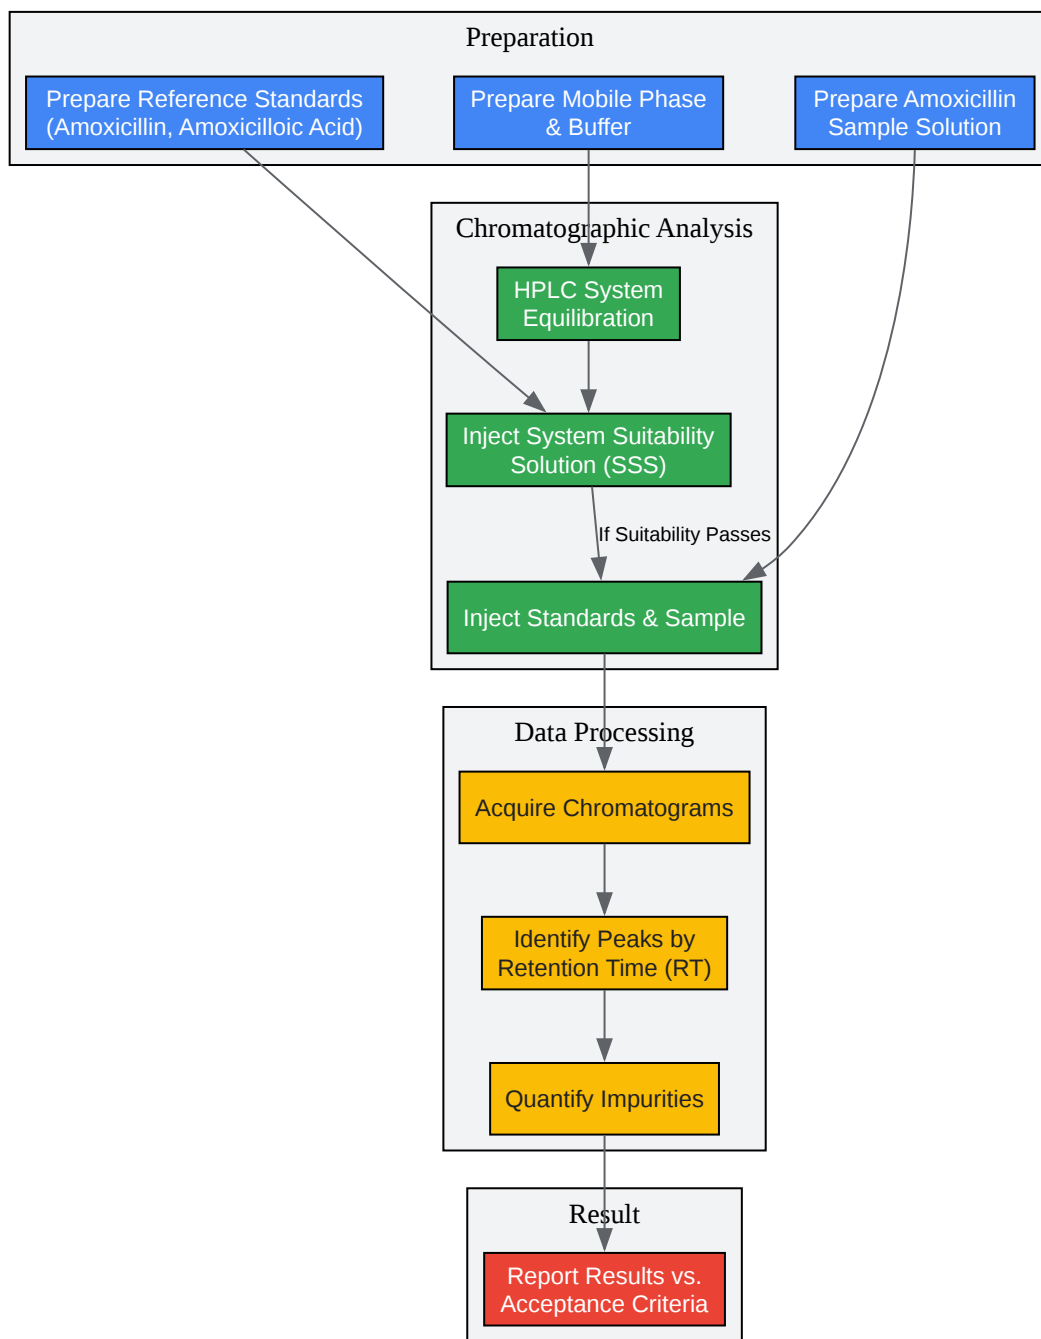 Preparation
Prepare Reference Standards
(Amoxicillin, Amoxicilloic Acid)
Prepare Mobile Phase
& Buffer
Prepare Amoxicillin
Sample Solution
Chromatographic Analysis
HPLC System
Equilibration
Inject System Suitability
Solution (SSS)
If Suitability Passes
Inject Standards & Sample
Data Processing
Acquire Chromatograms
Identify Peaks by
Retention Time (RT)
Quantify Impurities
Result
Report Results vs.
Acceptance Criteria